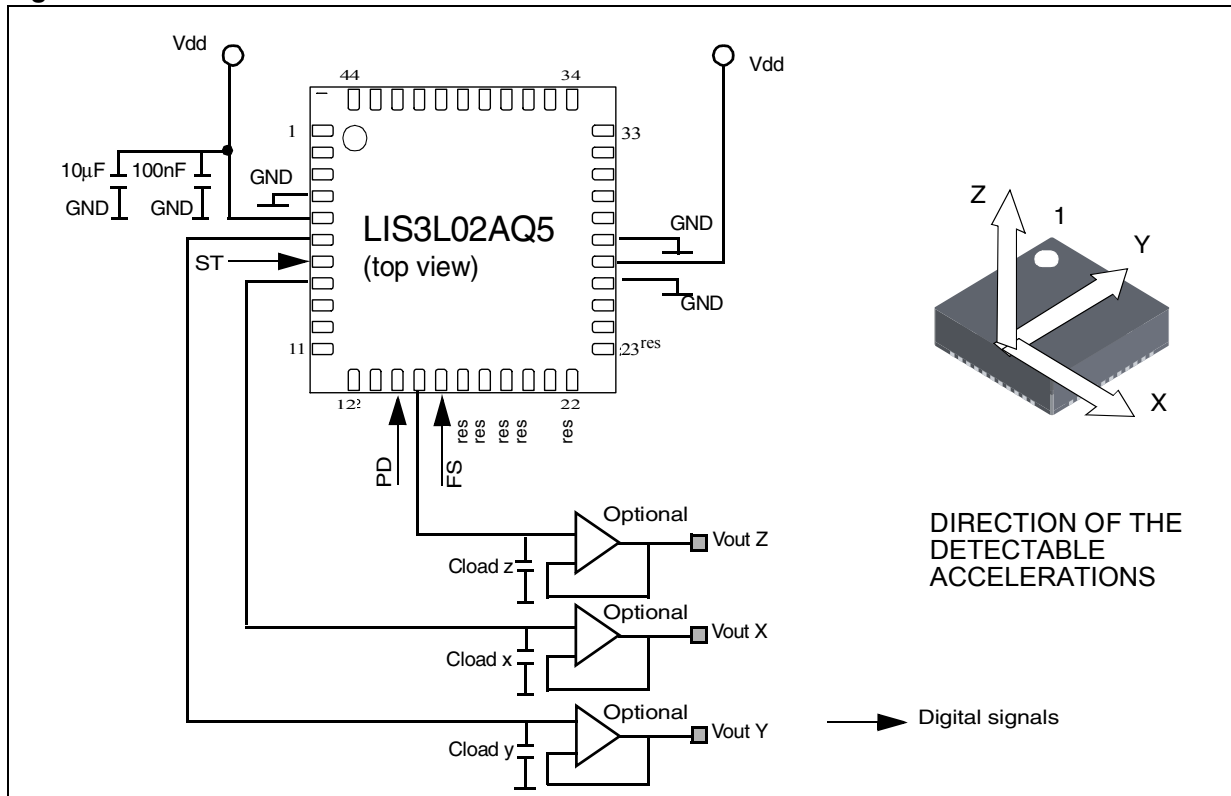 Vdd
Vdd
44
34
1
33
10µF
100nF
GND
GND
GND
GND
LIS3L02AQ5
(top view)
ST
GND
11
23 res
12
22
res
res
res
res
res
PD
FS
Optional
Vout Z
Cload z
Optional
Vout X
Cload x
Optional
Vout Y
Cload y
Digital signals
Z
1
Y
X
DIRECTION OF THE
DETECTABLE
ACCELERATIONS